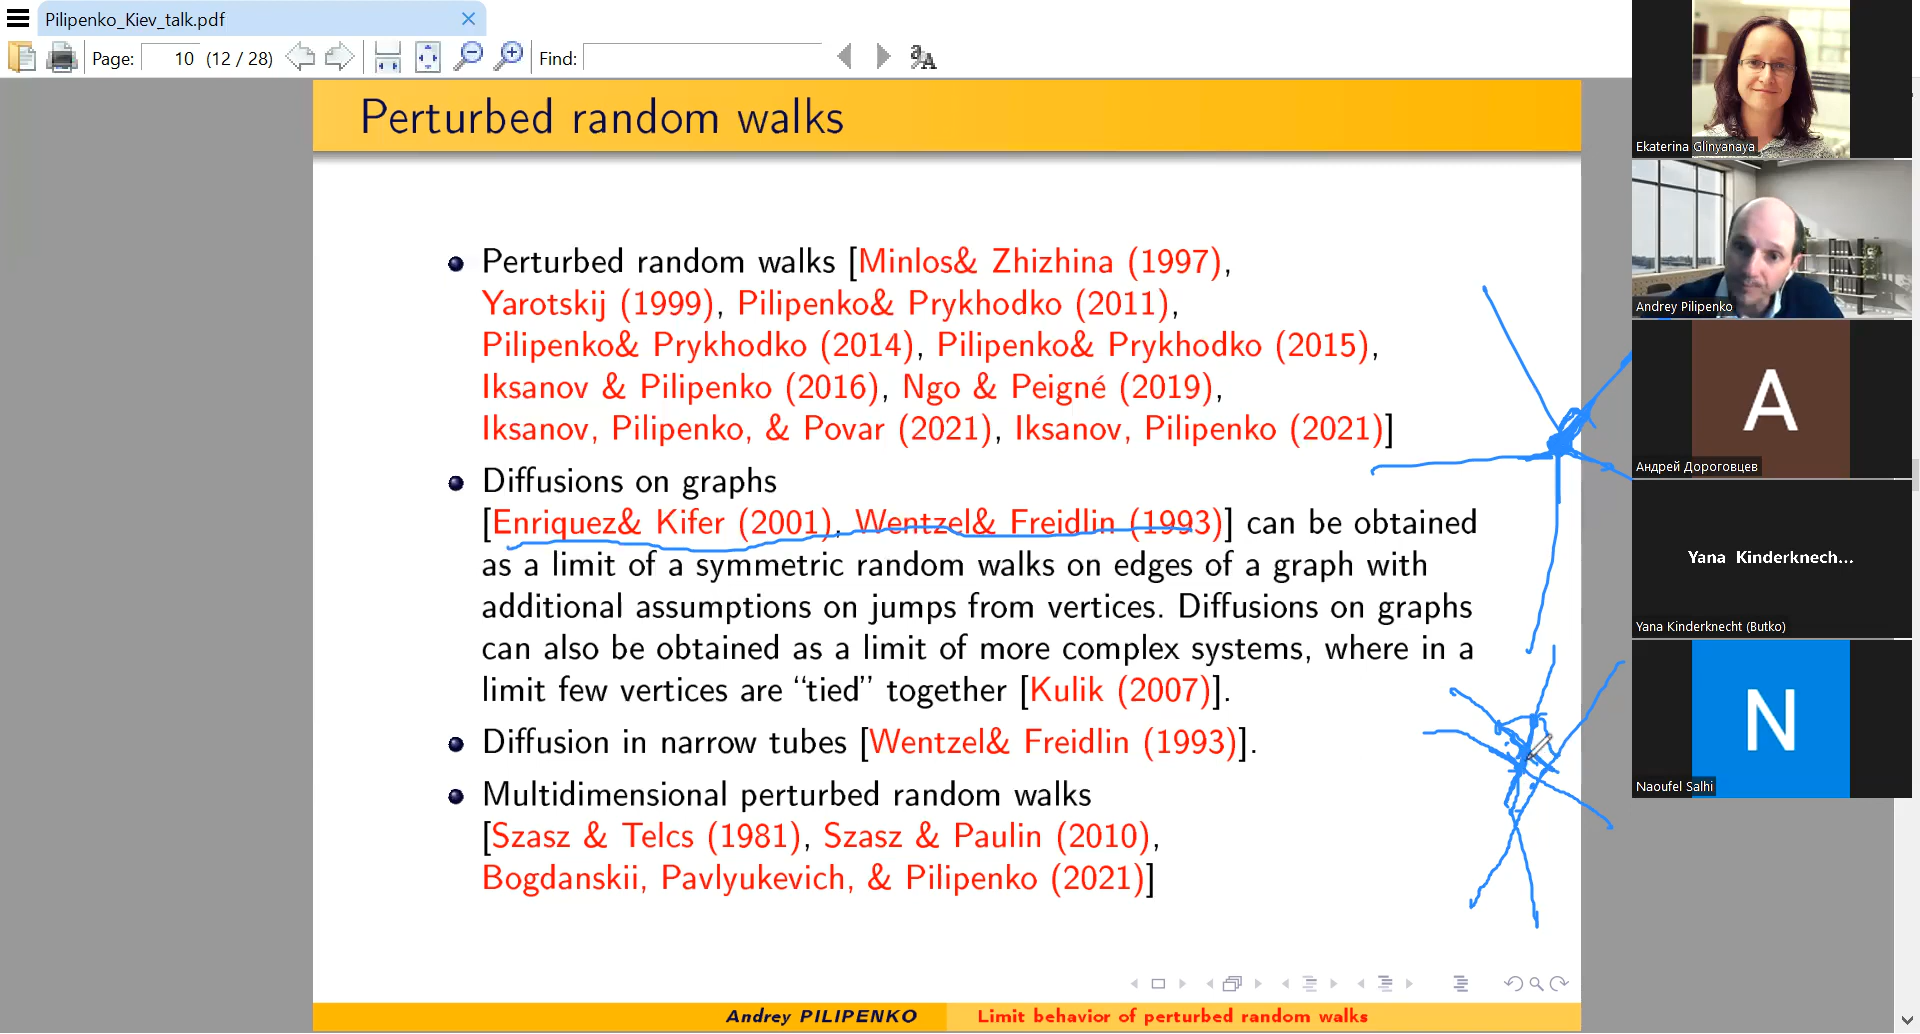 Pilipenko_Kiev_talk.pdf
Page: 10 (12 / 28) Find:
Perturbed random walks
Perturbed random walks [Minlos& Zhizhina (1997),
Yarotskij (1999), Pilipenko& Prykhodko (2011),
Pilipenko& Prykhodko (2014), Pilipenko& Prykhodko (2015),
Iksanov & Pilipenko (2016), Ngo & Peigné (2019),
Iksanov, Pilipenko, & Povar (2021), Iksanov, Pilipenko (2021)]
Diffusions on graphs
[Enriquez& Kifer (2001), Wentzel& Freidlin (1993)] can be obtained
as a limit of a symmetric random walks on edges of a graph with
additional assumptions on jumps from vertices. Diffusions on graphs
can also be obtained as a limit of more complex systems, where in a
limit few vertices are “tied” together [Kulik (2007)].
Diffusion in narrow tubes [Wentzel& Freidlin (1993)].
Multidimensional perturbed random walks
[Szasz & Telcs (1981), Szasz & Paulin (2010),
Bogdanskii, Pavlyukevich, & Pilipenko (2021)]
Andrey PILIPENKO Limit behavior of perturbed random walks
Ekaterina Glinyanaya
Andrey Pilipenko
A
Андрей Дороговцев
Yana Kinderknech...
Yana Kinderknecht (Butko)
N
Naoufel Salhi